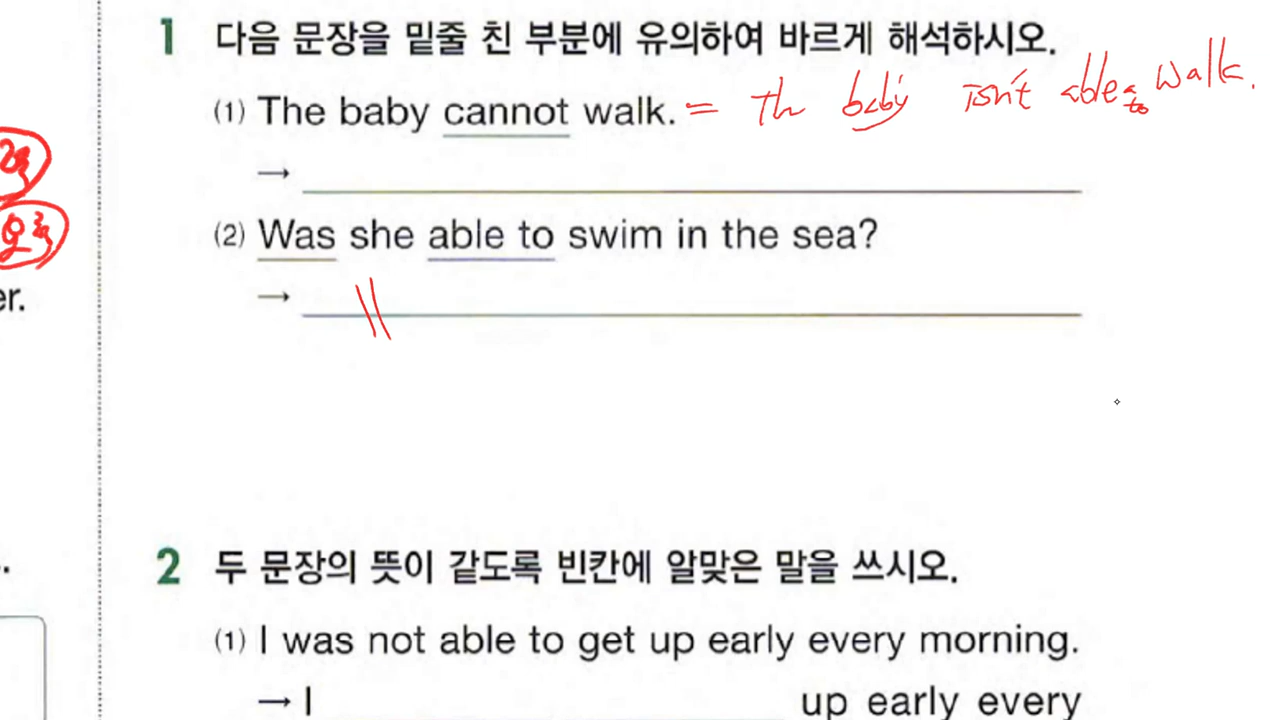 1 다음 문장을 밑줄 친 부분에 유의하여 바르게 해석하시오.
(1) The baby cannot walk. = Th baby isn't able to walk.
→
(2) Was she able to swim in the sea?
→
er.
2 두 문장의 뜻이 같도록 빈칸에 알맞은 말을 쓰시오.
(1) I was not able to get up early every morning.
→ I up early every